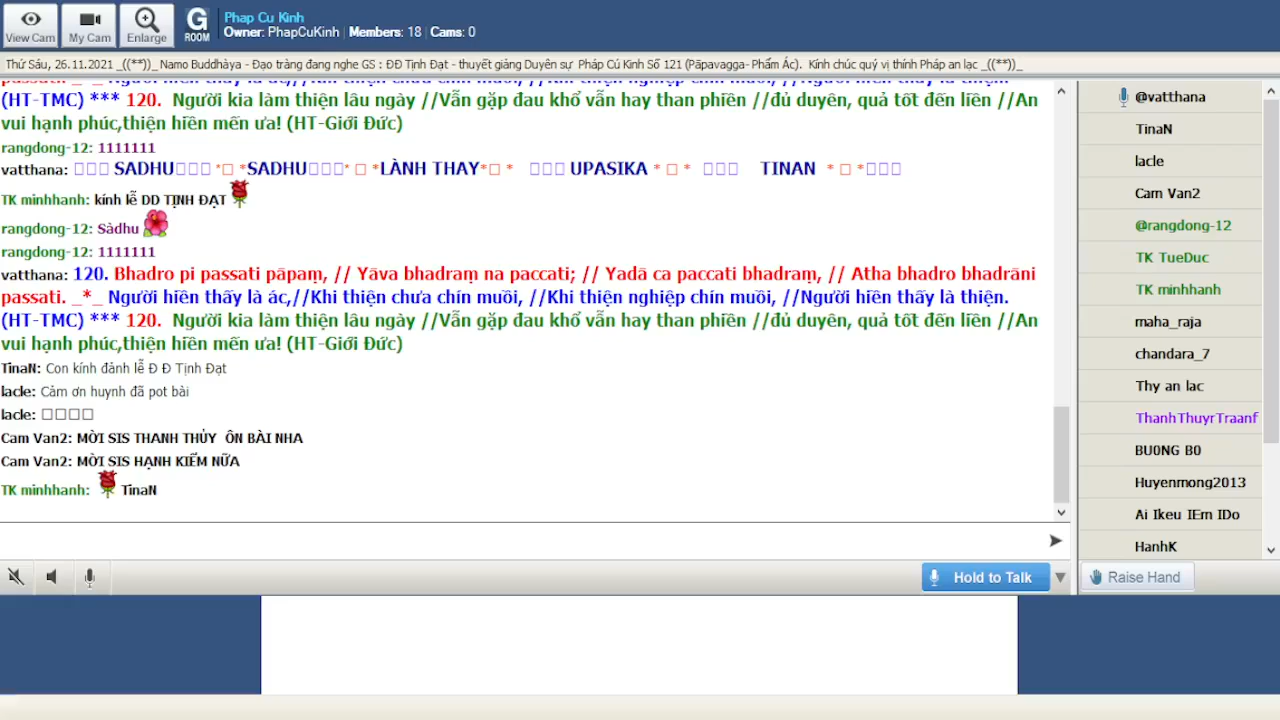 Phap Cu Kinh
Owner: PhapCuKinh Members: 18 Cams: 0
View Cam My Cam Enlarge G ROOM
Thứ Sáu, 26.11.2021 _((**))_ Namo Buddhàya - Đạo tràng đang nghe GS : ĐĐ Tịnh Đạt - thuyết giảng Duyên sự Pháp Cú Kinh Số 121 (Pāpavagga- Phẩm Ác). Kính chúc quý vị thính Pháp an lạc _((**))_
(HT-TMC) *** 120. Người kia làm thiện lâu ngày //Vẫn gặp đau khổ vẫn hay than phiền //đủ duyên, quả tốt đến liền //An
vui hạnh phúc,thiện hiền mến ưa! (HT-Giới Đức)
rangdong-12: 1111111
vatthana: □□□ SADHU□□□ *□ *SADHU□□□* □ *LÀNH THAY*□ * □□□ UPASIKA * □ * □□□ TINAN * □ *□□□
TK minhhanh: kính lễ DD TỊNH ĐẠT
rangdong-12: Sàdhu
rangdong-12: 1111111
vatthana: 120. Bhadro pi passati pāpaṃ, // Yāva bhadraṃ na paccati; // Yadā ca paccati bhadraṃ, // Atha bhadro bhadrāni
passati. _*_ Người hiền thấy là ác,//Khi thiện chưa chín muồi, //Khi thiện nghiệp chín muồi, //Người hiền thấy là thiện.
(HT-TMC) *** 120. Người kia làm thiện lâu ngày //Vẫn gặp đau khổ vẫn hay than phiền //đủ duyên, quả tốt đến liền //An
vui hạnh phúc,thiện hiền mến ưa! (HT-Giới Đức)
TinaN: Con kính đảnh lễ Đ Đ Tịnh Đạt
lacle: Cảm ơn huynh đã pot bài
lacle: □□□□
Cam Van2: MỜI SIS THANH THỦY ÔN BÀI NHA
Cam Van2: MỜI SIS HẠNH KIỂM NỮA
TK minhhanh: TinaN
@vatthana
TinaN
lacle
Cam Van2
@rangdong-12
TK TueDuc
TK minhhanh
maha_raja
chandara_7
Thy an lac
ThanhThuyrTraanf
BU0NG B0
Huyenmong2013
Ai Ikeu IEm IDo
HanhK
Hold to Talk
Raise Hand